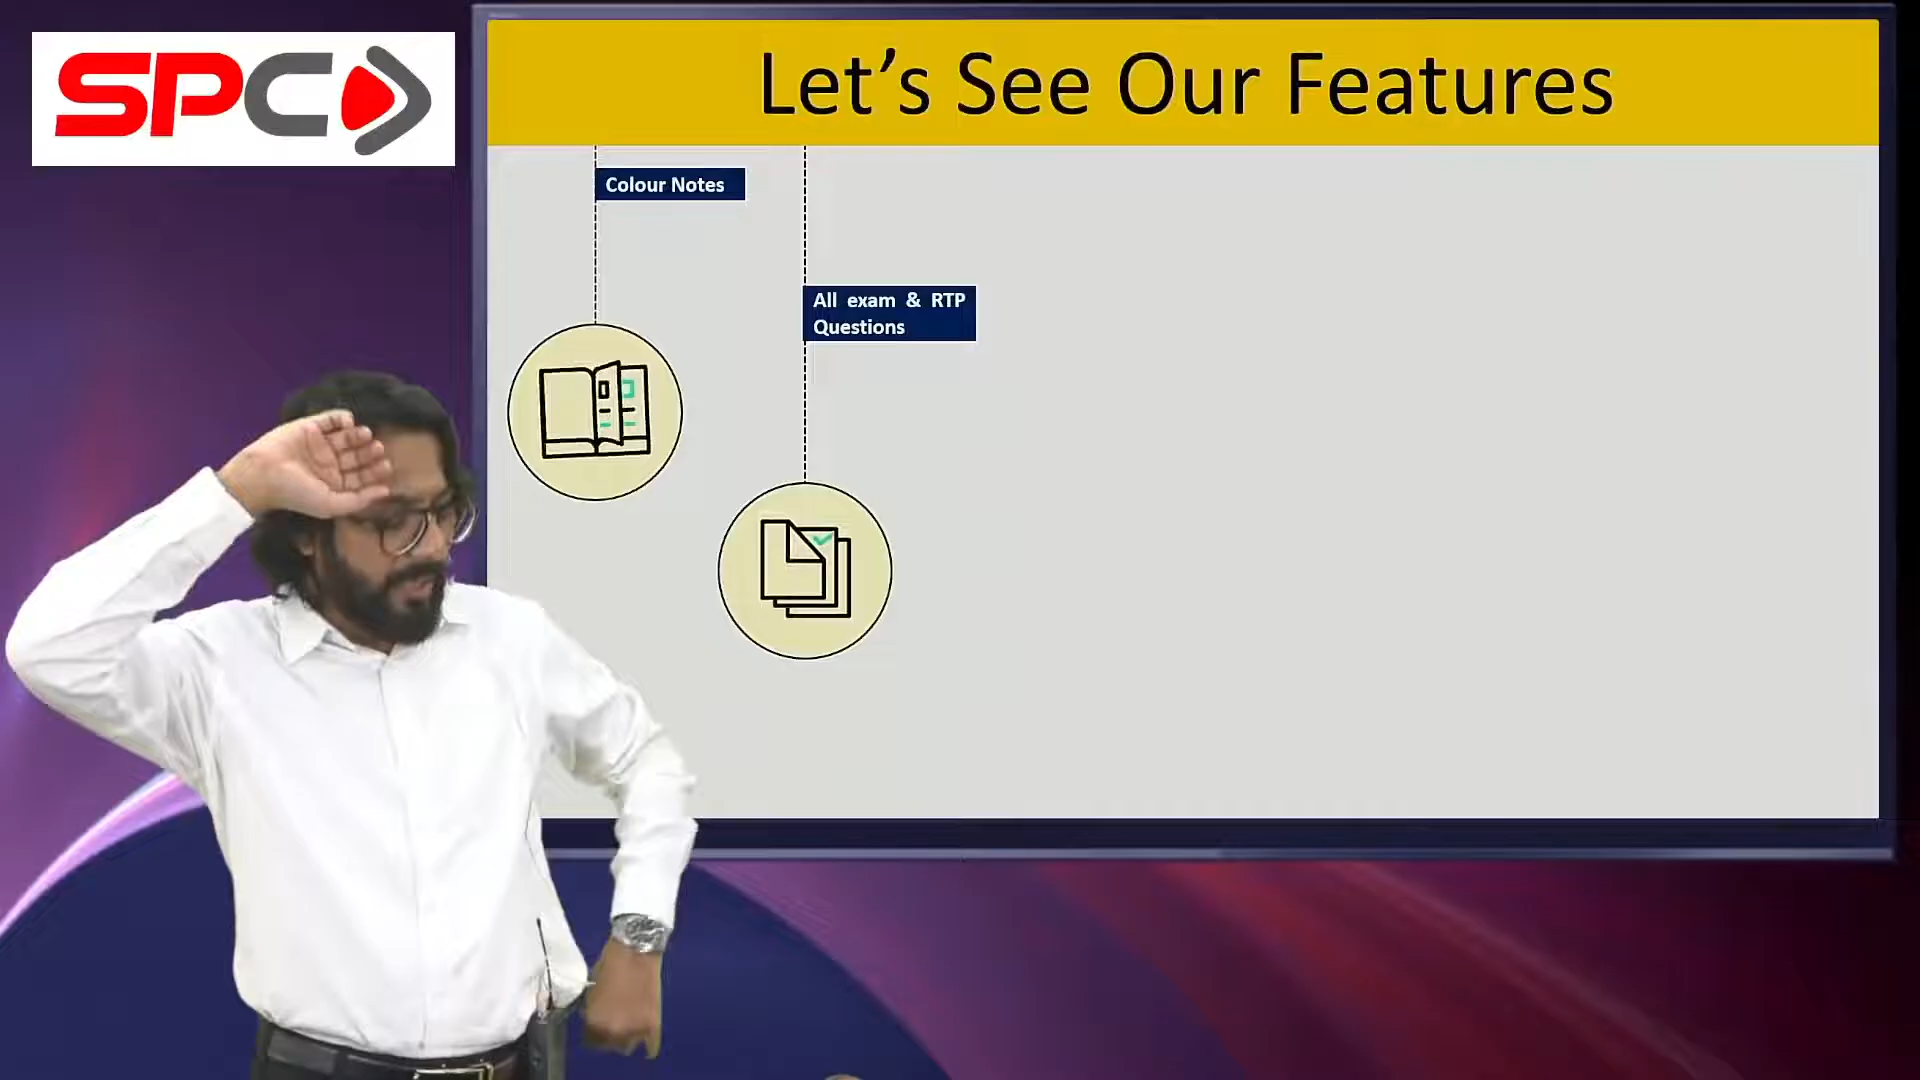 SPC
Let's See Our Features
Colour Notes
All exam & RTP
Questions